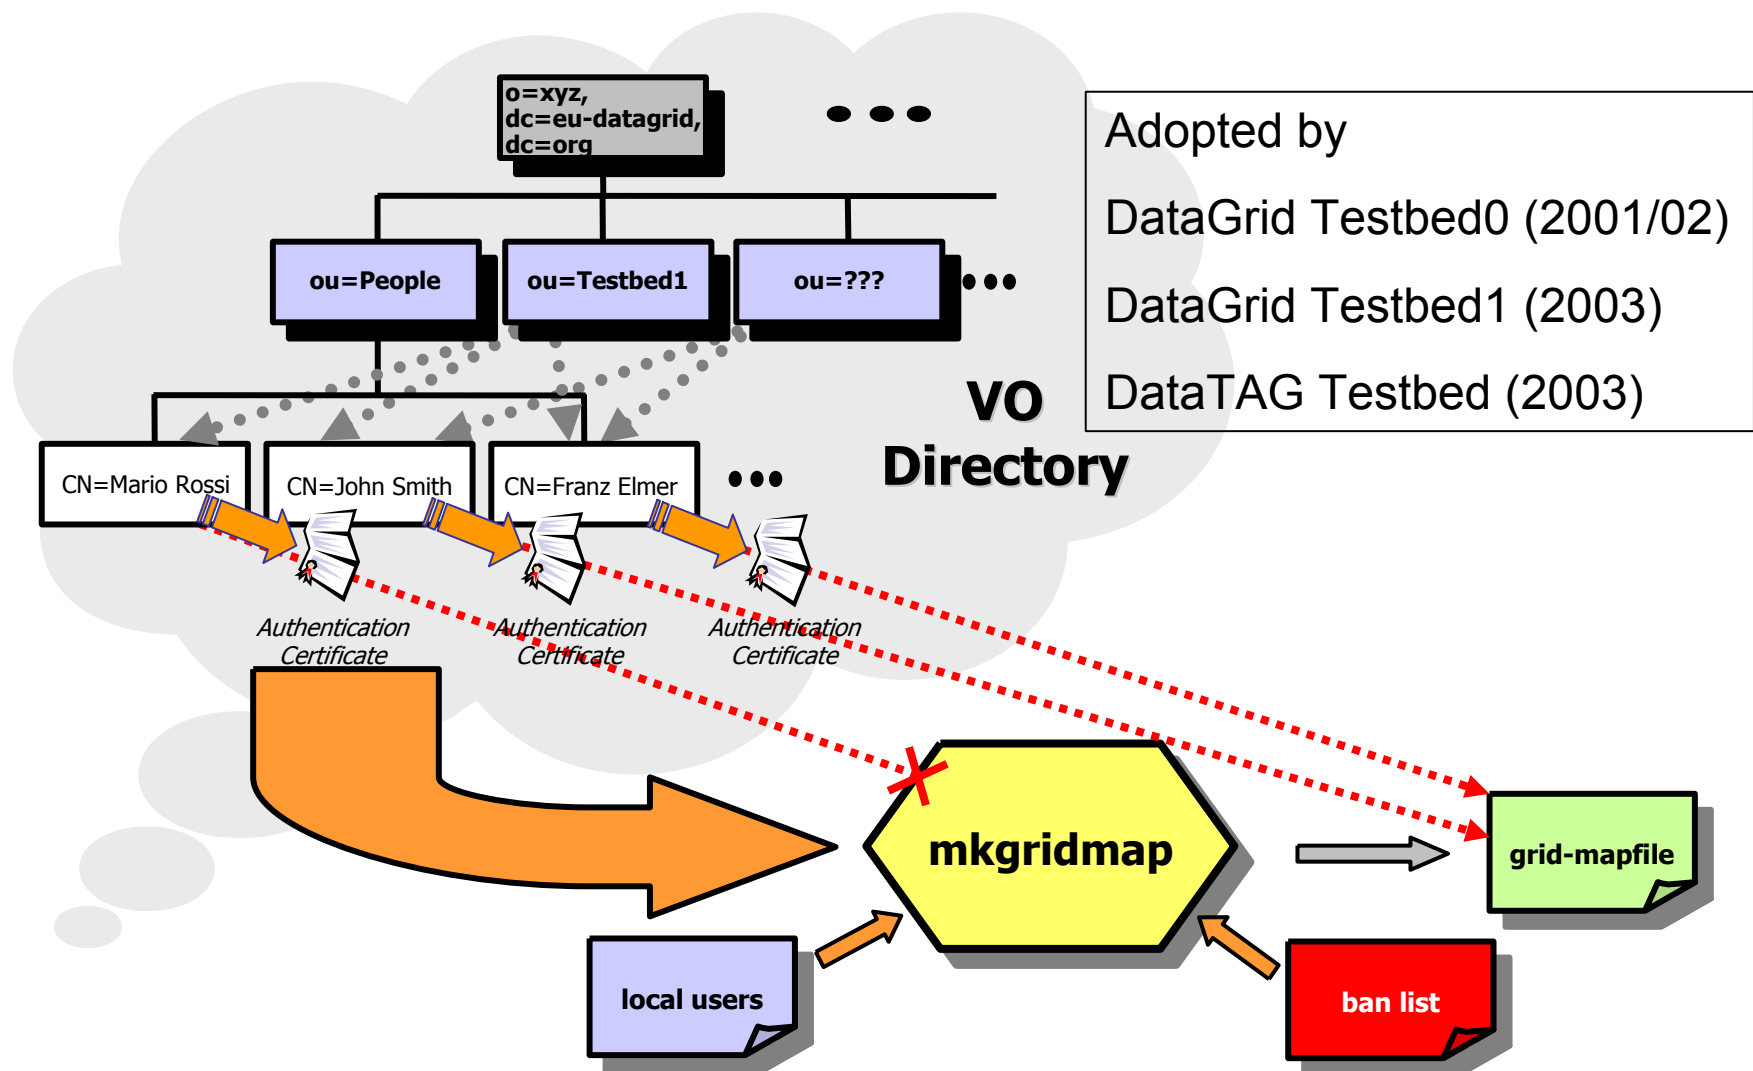 o=xyz,
dc=eu-datagrid,
dc=org
Adopted by
DataGrid Testbed0 (2001/02)
DataGrid Testbed1 (2003)
DataTAG Testbed (2003)
ou=People
ou=Testbed1
ou=???
VO
Directory
CN=Mario Rossi
CN=John Smith
CN=Franz Elmer
Authentication
Certificate
Authentication
Certificate
Authentication
Certificate
mkgridmap
grid-mapfile
local users
ban list